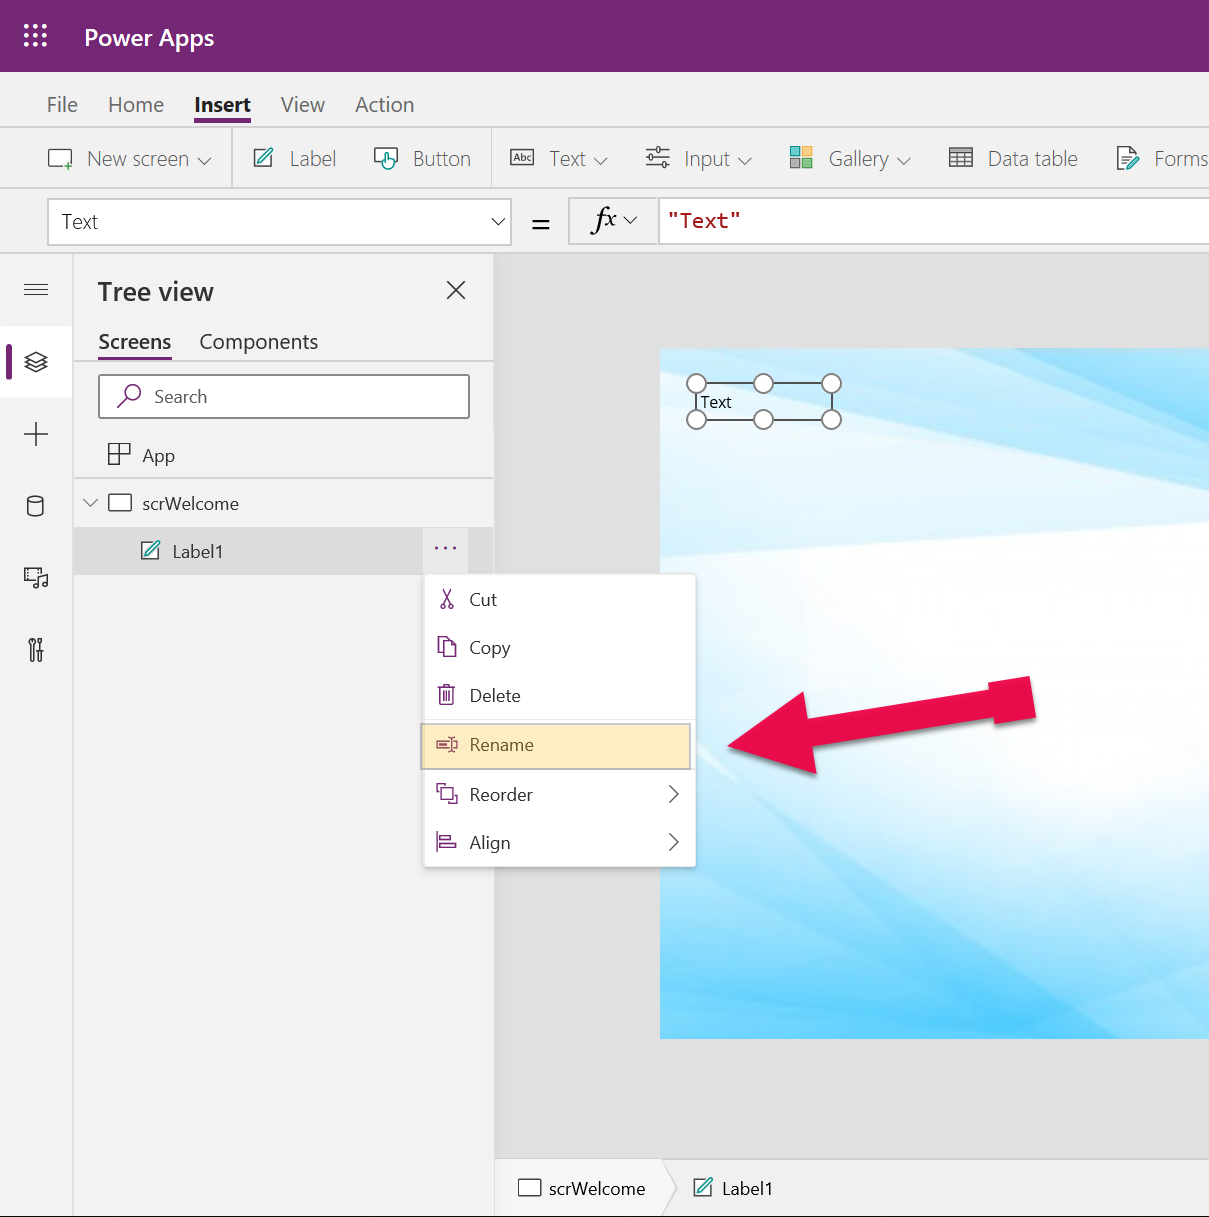 Power Apps
File Home Insert View Action
New screen Label Button Text Input Gallery Data table Forms
Text = fx "Text"
Tree view
Screens Components
Search
App
scrWelcome
Label1 ...
Cut
Copy
Delete
Rename
Reorder
Align
Text
scrWelcome Label1